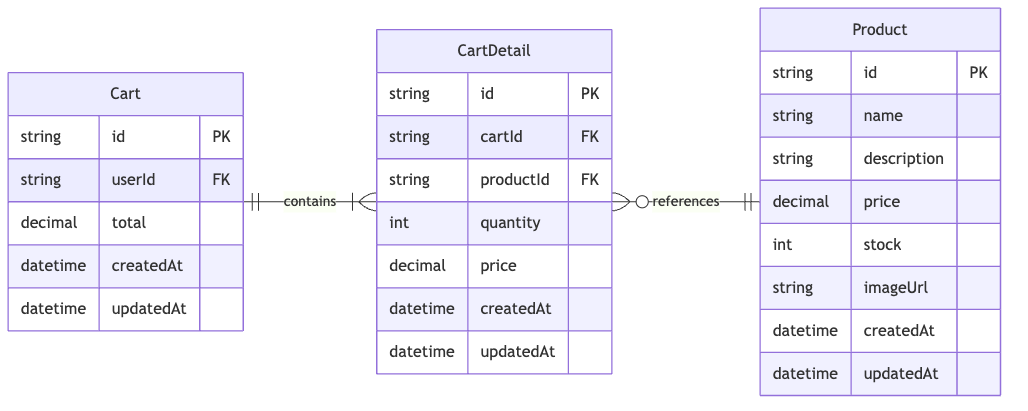 Cart
string id PK
string userId FK
decimal total
datetime createdAt
datetime updatedAt
contains
CartDetail
string id PK
string cartId FK
string productId FK
int quantity
decimal price
datetime createdAt
datetime updatedAt
references
Product
string id PK
string name
string description
decimal price
int stock
string imageUrl
datetime createdAt
datetime updatedAt